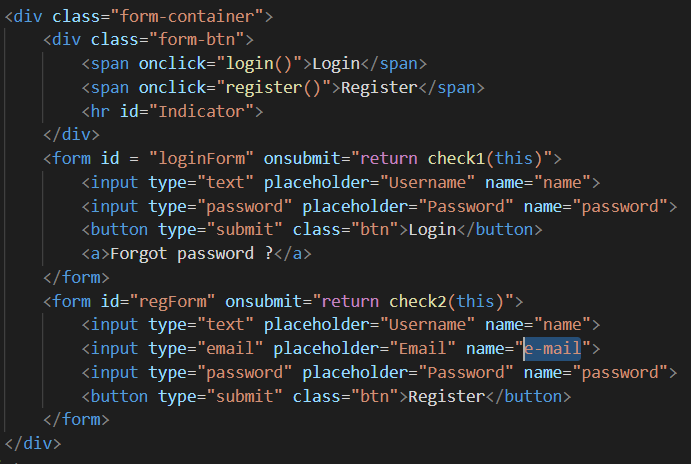 <div class="form-container">
    <div class="form-btn">
        <span onclick="login()">Login</span>
        <span onclick="register()">Register</span>
        <hr id="Indicator">
    </div>
    <form id = "loginForm" onsubmit="return check1(this)">
        <input type="text" placeholder="Username" name="name">
        <input type="password" placeholder="Password" name="password">
        <button type="submit" class="btn">Login</button>
        <a>Forgot password ?</a>
    </form>
    <form id="regForm" onsubmit="return check2(this)">
        <input type="text" placeholder="Username" name="name">
        <input type="email" placeholder="Email" name="e-mail">
        <input type="password" placeholder="Password" name="password">
        <button type="submit" class="btn">Register</button>
    </form>
</div>